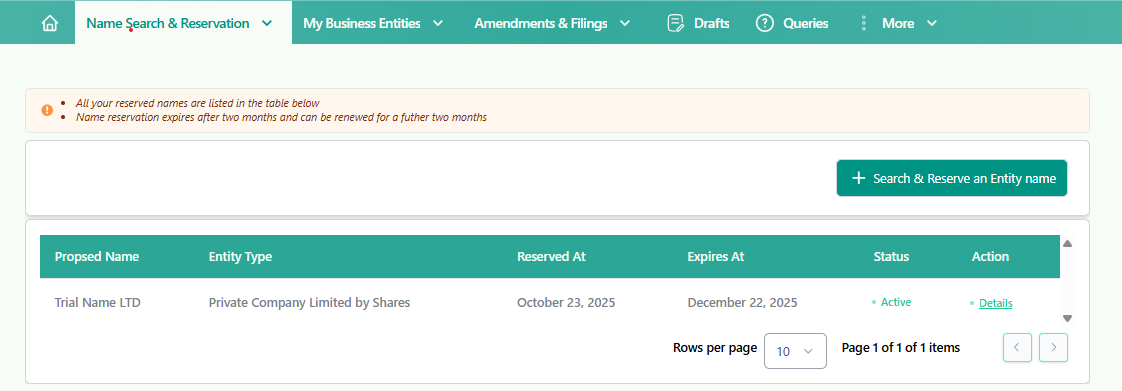 Name Search & Reservation My Business Entities Amendments & Filings Drafts Queries More
All your reserved names are listed in the table below
Name reservation expires after two months and can be renewed for a futher two months
+ Search & Reserve an Entity name
Propsed Name Entity Type Reserved At Expires At Status Action
Trial Name LTD Private Company Limited by Shares October 23, 2025 December 22, 2025 Active Details
Rows per page 10 Page 1 of 1 of 1 items